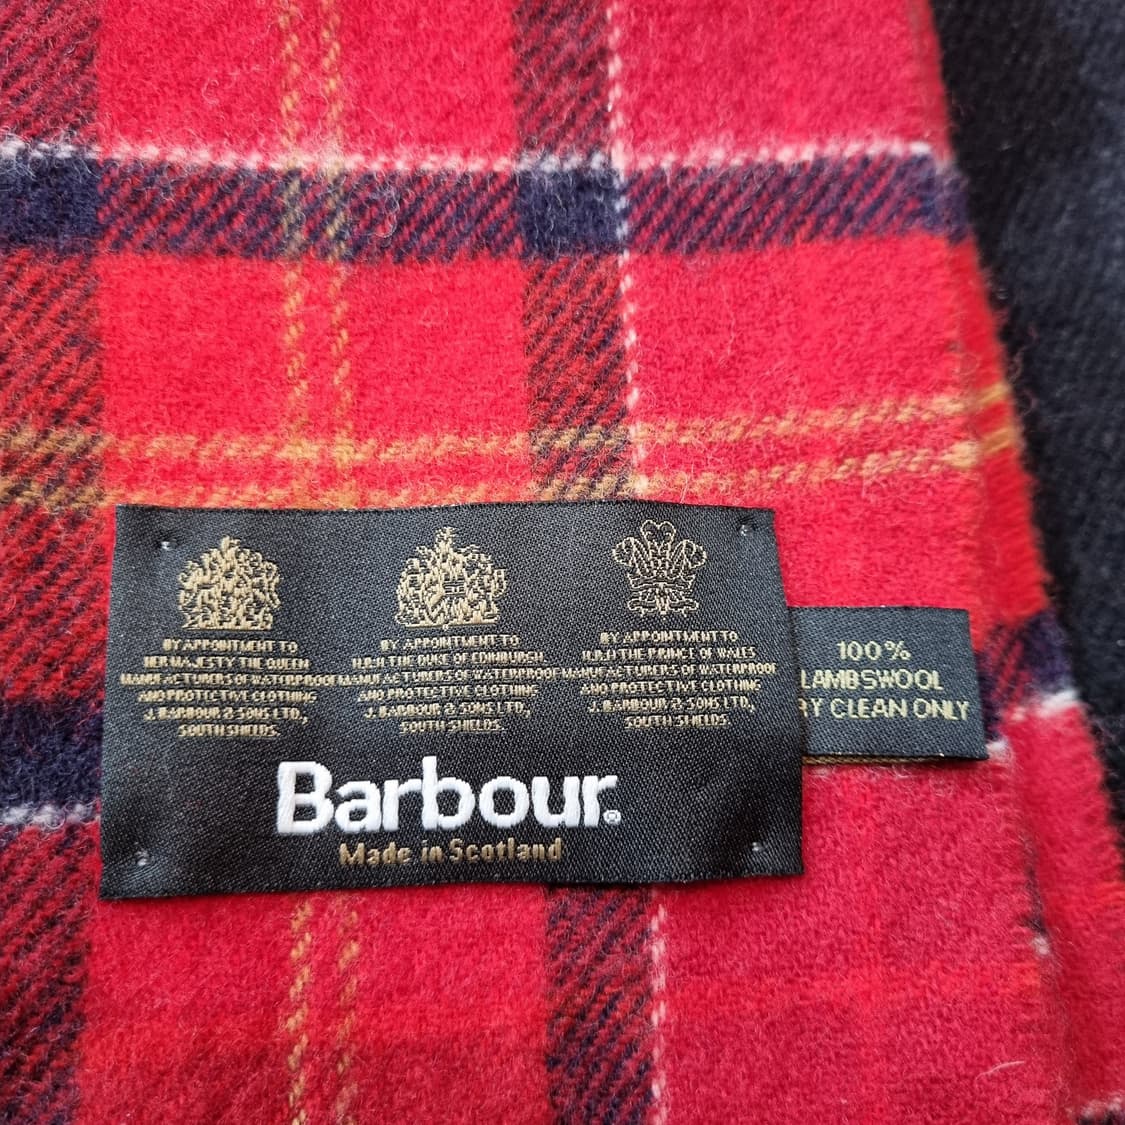 BY APPOINTMENT TO
HER MAJESTY THE QUEEN
MANUFACTURERS OF WATERPROOF
AND PROTECTIVE CLOTHING
J. BARBOUR & SONS LTD.,
SOUTH SHIELDS.
BY APPOINTMENT TO
H.R.H THE DUKE OF EDINBURGH
MANUFACTURERS OF WATERPROOF
AND PROTECTIVE CLOTHING
J. BARBOUR & SONS LTD.,
SOUTH SHIELDS.
BY APPOINTMENT TO
H.R.H THE PRINCE OF WALES
MANUFACTURERS OF WATERPROOF
AND PROTECTIVE CLOTHING
J. BARBOUR & SONS LTD.,
SOUTH SHIELDS.
Barbour®
Made in Scotland
100%
LAMBSWOOL
RY CLEAN ONLY